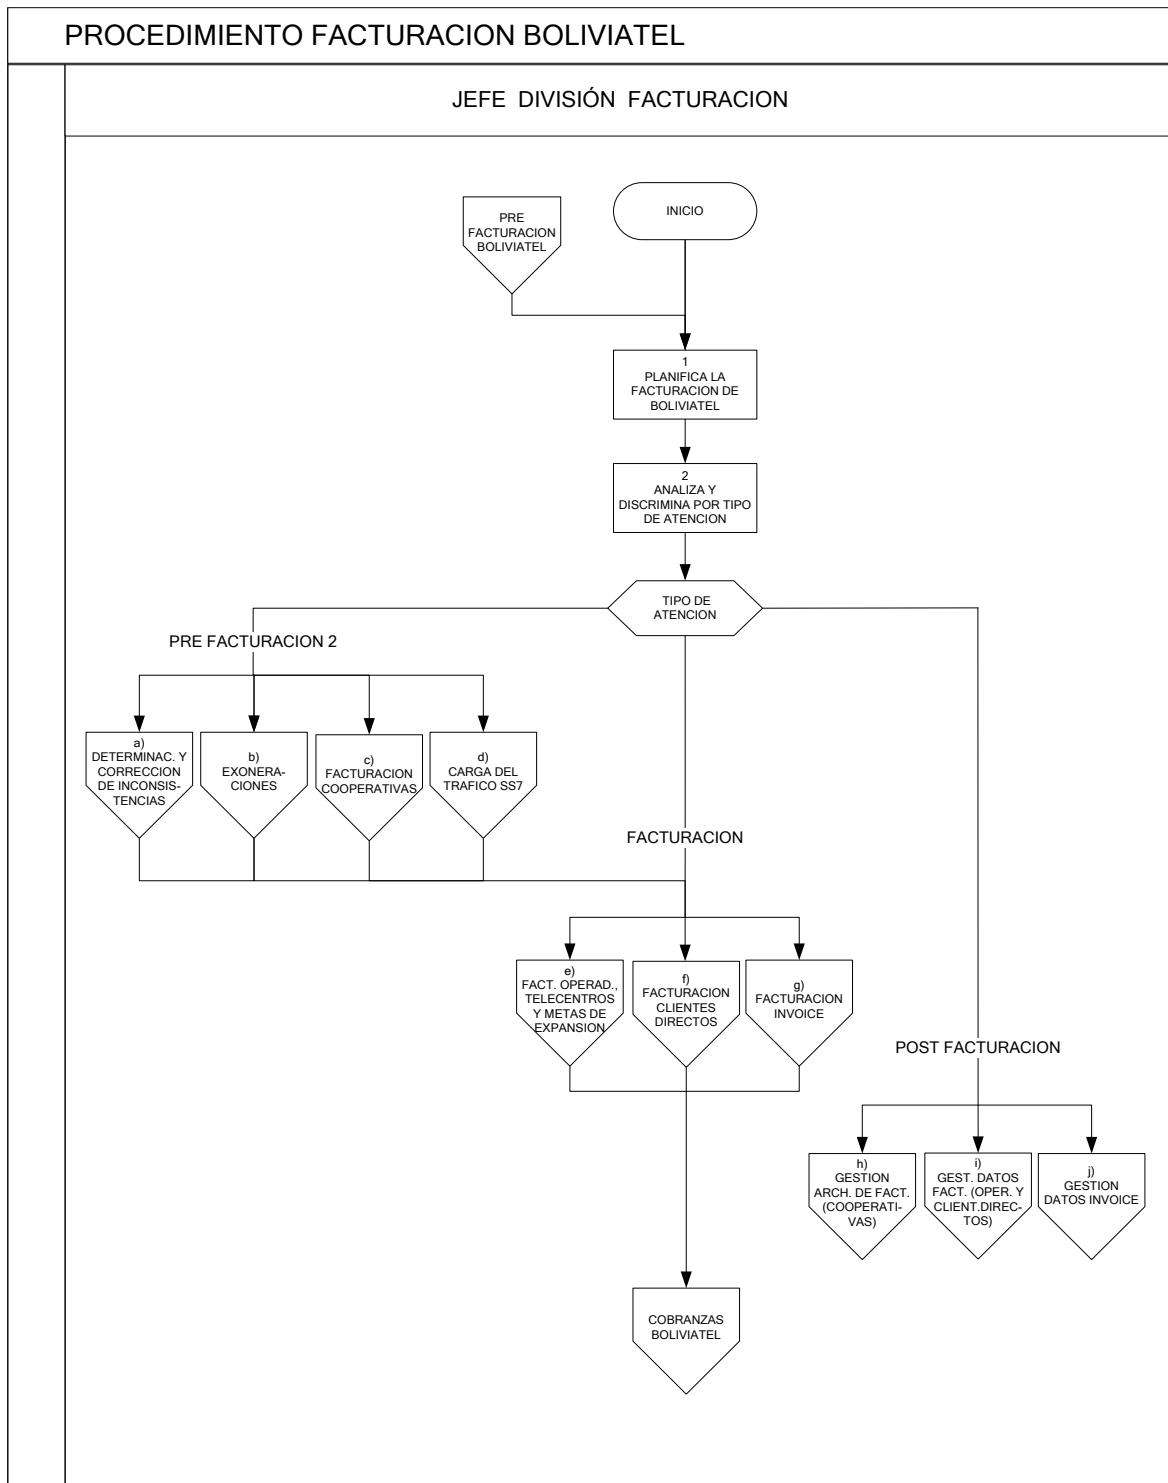 PROCEDIMIENTO FACTURACION BOLIVIATEL
JEFE DIVISIÓN FACTURACION
PRE
FACTURACION
BOLIVIATEL
INICIO
1
PLANIFICA LA
FACTURACION DE
BOLIVIATEL
2
ANALIZA Y
DISCRIMINA POR TIPO
DE ATENCION
TIPO DE
ATENCION
PRE FACTURACION 2
a)
DETERMINAC. Y
CORRECCION
DE INCONSIS-
TENCIAS
b)
EXONERA-
CIONES
c)
FACTURACION
COOPERATIVAS
d)
CARGA DEL
TRAFICO SS7
FACTURACION
e)
FACT. OPERAD.,
TELECENTROS
Y METAS DE
EXPANSION
f)
FACTURACION
CLIENTES
DIRECTOS
g)
FACTURACION
INVOICE
POST FACTURACION
h)
GESTION
ARCH. DE FACT.
(COOPERATI-
VAS)
i)
GEST. DATOS
FACT. (OPER. Y
CLIENT.DIREC-
TOS)
j)
GESTION
DATOS INVOICE
COBRANZAS
BOLIVIATEL